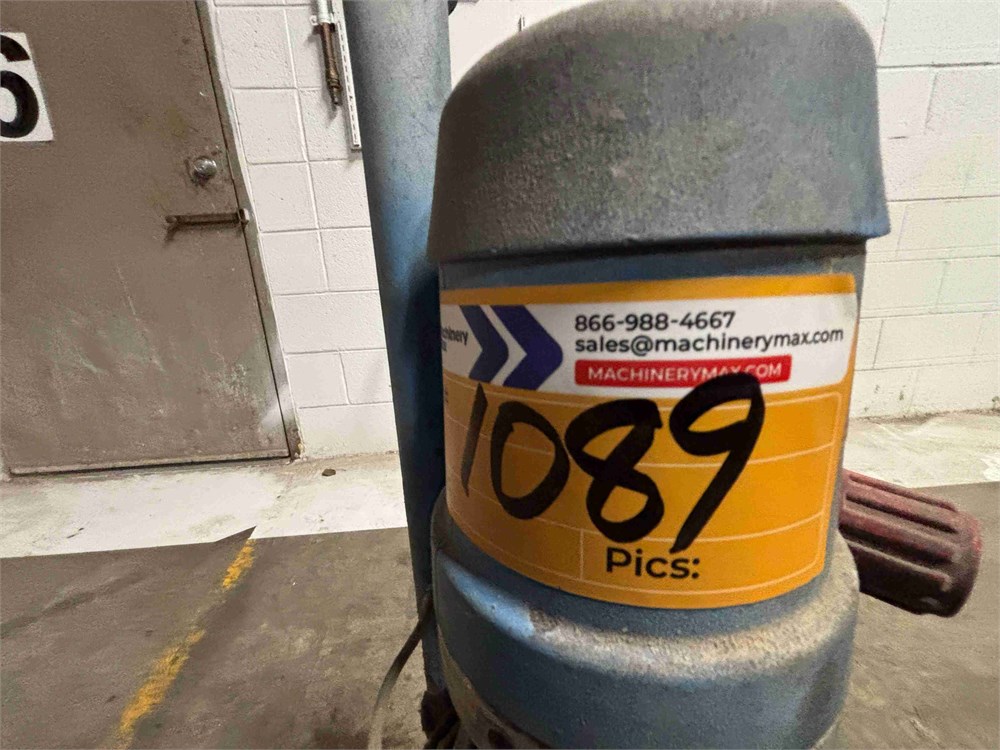 6
866-988-4667
sales@machinerymax.com
MACHINERYMAX.COM
1089
Pics: